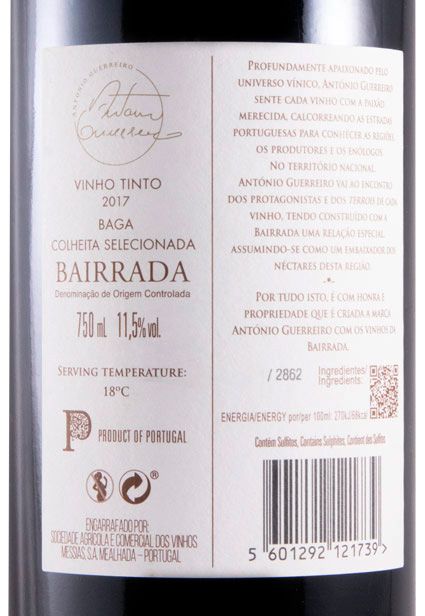 ANTÓNIO GUERREIRO
António
Guerreiro
VINHO TINTO
2017
BAGA
COLHEITA SELECIONADA
BAIRRADA
Denominação de Origem Controlada
750 mL 11,5%vol.
SERVING TEMPERATURE:
18ºC
P PRODUCT OF PORTUGAL
R
ENGARRAFADO POR:
SOCIEDADE AGRÍCOLA E COMERCIAL DOS VINHOS
MESSIAS, S.A. MEALHADA – PORTUGAL
PROFUNDAMENTE APAIXONADO PELO
UNIVERSO VÍNICO, ANTÓNIO GUERREIRO
SENTE CADA VINHO COM A PAIXÃO
MERECIDA, CALCORREANDO AS ESTRADAS
PORTUGUESAS PARA CONHECER AS REGIÕES,
OS PRODUTORES E OS ENÓLOGOS.
NO TERRITÓRIO NACIONAL
ANTÓNIO GUERREIRO VAI AO ENCONTRO
DOS PROTAGONISTAS E DOS TERROIS DE CADA
VINHO, TENDO CONSTRUÍDO COM A
BAIRRADA UMA RELAÇÃO ESPECIAL,
ASSUMINDO-SE COMO UM EMBAIXADOR DOS
NÉCTARES DESTA REGIÃO.
-*-
POR TUDO ISTO, É COM HONRA E
PROPRIEDADE QUE É CRIADA A MARCA
ANTÓNIO GUERREIRO COM OS VINHOS DA
BAIRRADA.
/ 2862
Ingredientes/
Ingredients:
ENERGIA/ENERGY por/per 100ml: 270kJ/68kcal
Contém Sulfitos, Contains Sulphites, Contient des Sulfites
5 601292 121739 >